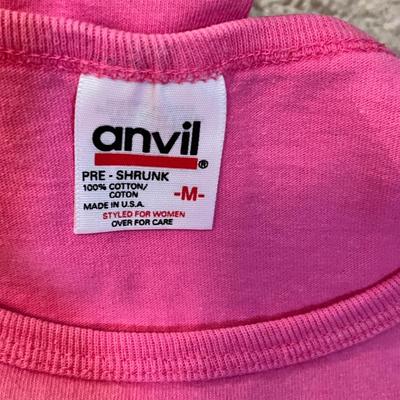 anvil®
PRE - SHRUNK
100% COTTON/
COTON
-M-
MADE IN U.S.A.
STYLED FOR WOMEN
OVER FOR CARE